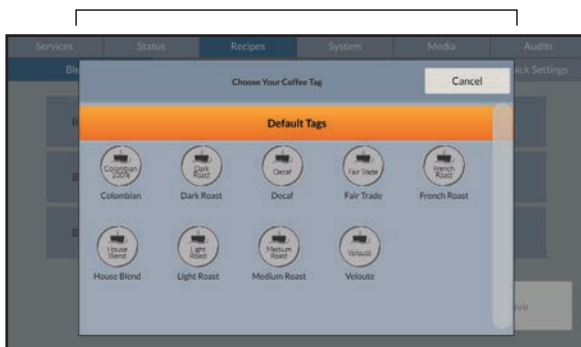 Services Status Recipes System Media Audits
Choose Your Coffee Tag Cancel
Default Tags
Colombian 100% Dark Roast Decaf Fair Trade French Roast
Colombian Dark Roast Decaf Fair Trade French Roast
House Blend Light Roast Medium Roast Veloute
House Blend Light Roast Medium Roast Veloute